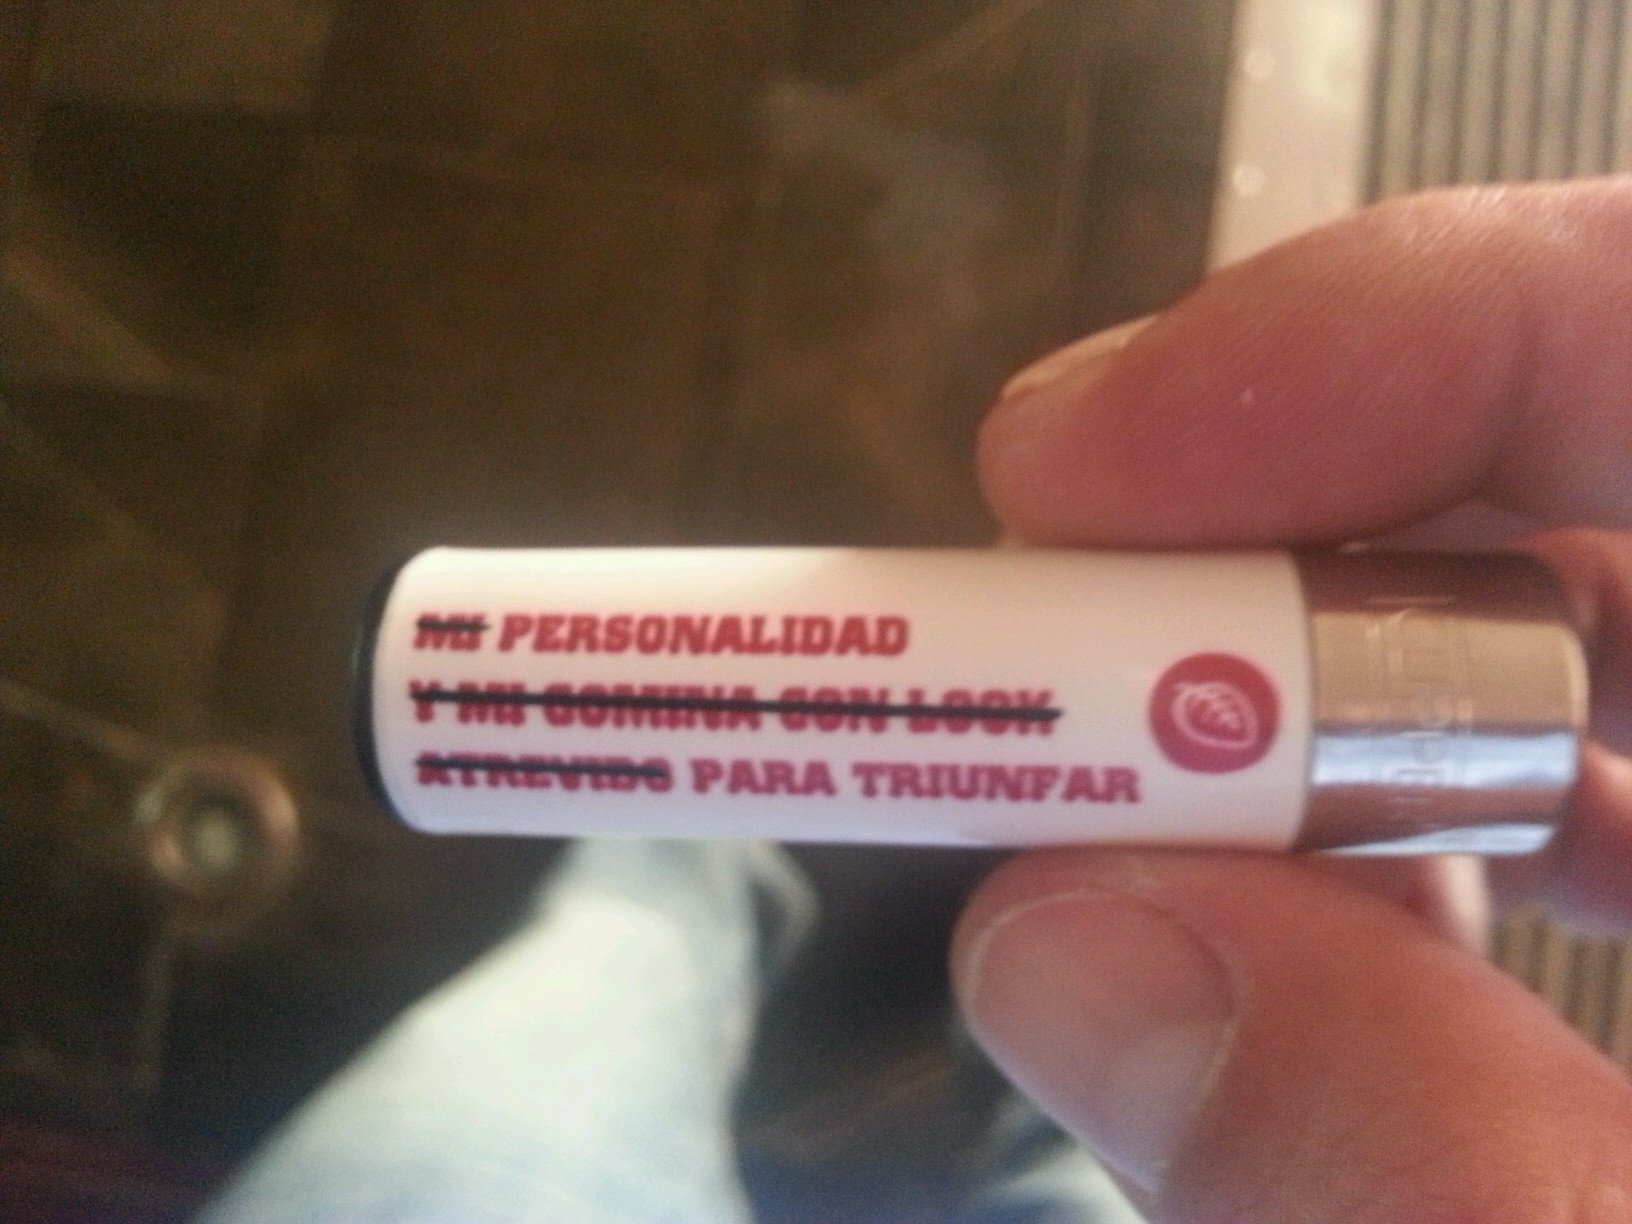 MI PERSONALIDAD
Y MI GOMINA CON LOOK
ATREVIDO PARA TRIUNFAR